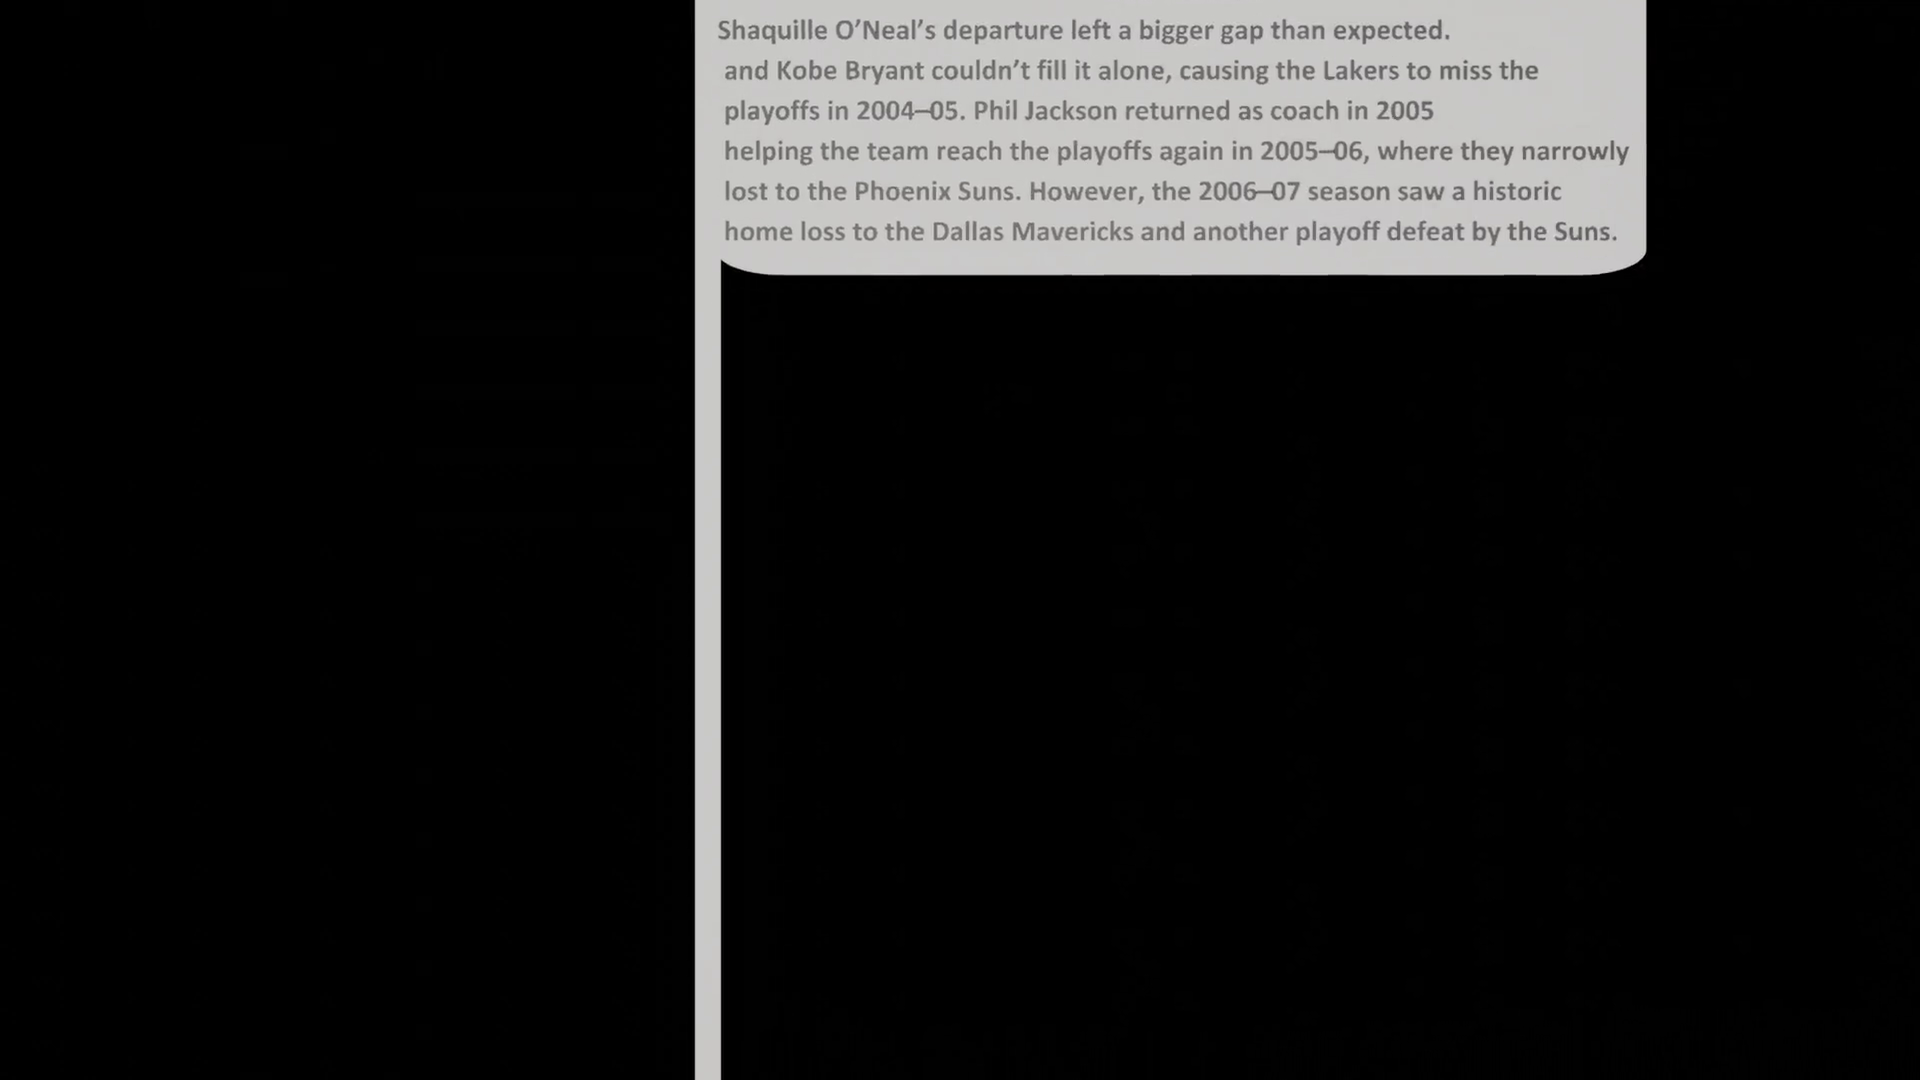 Shaquille O’Neal’s departure left a bigger gap than expected.
and Kobe Bryant couldn’t fill it alone, causing the Lakers to miss the
playoffs in 2004–05. Phil Jackson returned as coach in 2005
helping the team reach the playoffs again in 2005–06, where they narrowly
lost to the Phoenix Suns. However, the 2006–07 season saw a historic
home loss to the Dallas Mavericks and another playoff defeat by the Suns.